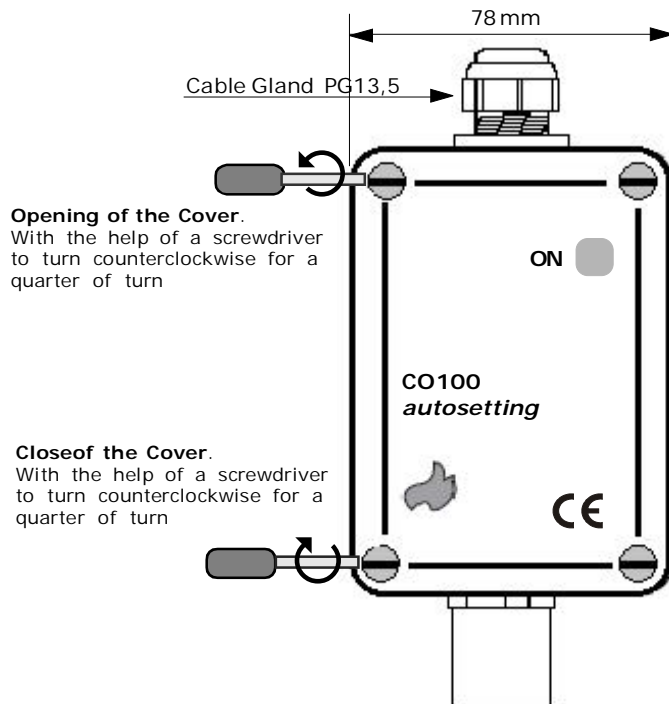 78 mm
Cable Gland PG13,5
Opening of the Cover.
With the help of a screwdriver
to turn counterclockwise for a
quarter of turn
ON
CO100
autosetting
Closeof the Cover.
With the help of a screwdriver
to turn counterclockwise for a
quarter of turn
CE